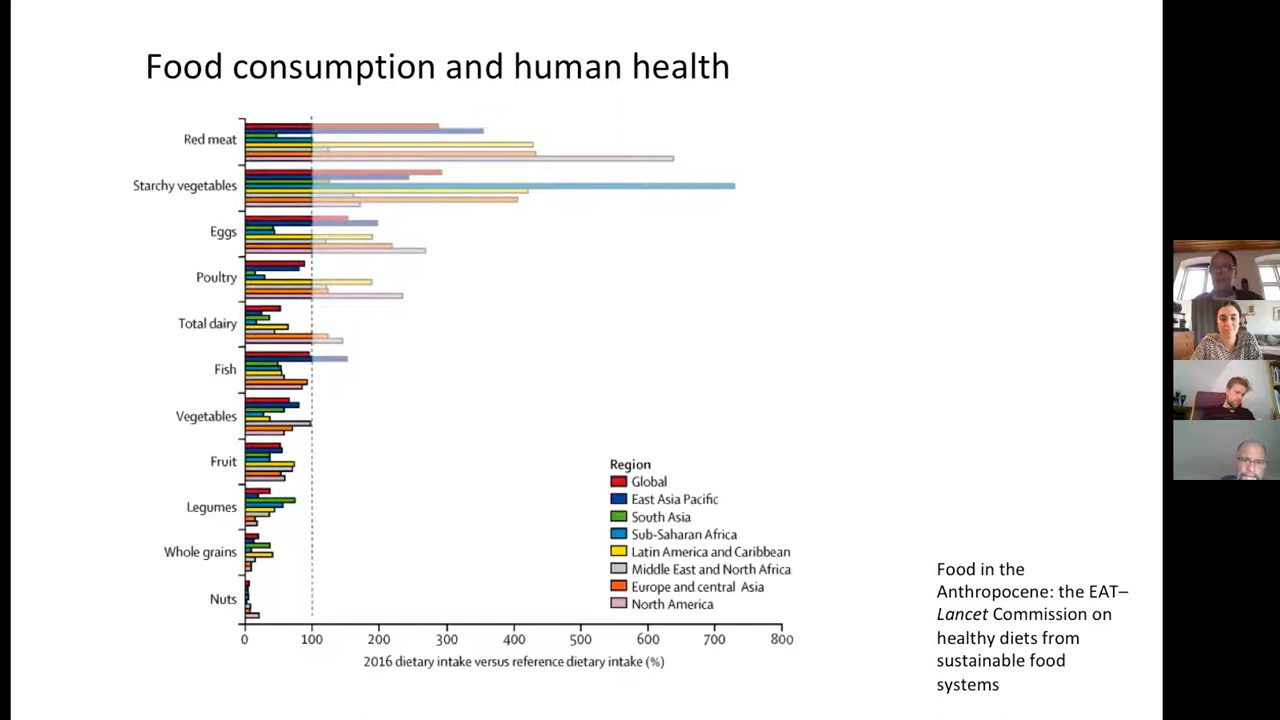 Food consumption and human health
Red meat
Starchy vegetables
Eggs
Poultry
Total dairy
Fish
Vegetables
Fruit
Legumes
Whole grains
Nuts
Region
Global
East Asia Pacific
South Asia
Sub-Saharan Africa
Latin America and Caribbean
Middle East and North Africa
Europe and central Asia
North America
0 100 200 300 400 500 600 700 800
2016 dietary intake versus reference dietary intake (%)
Food in the
Anthropocene: the EAT–
Lancet Commission on
healthy diets from
sustainable food
systems